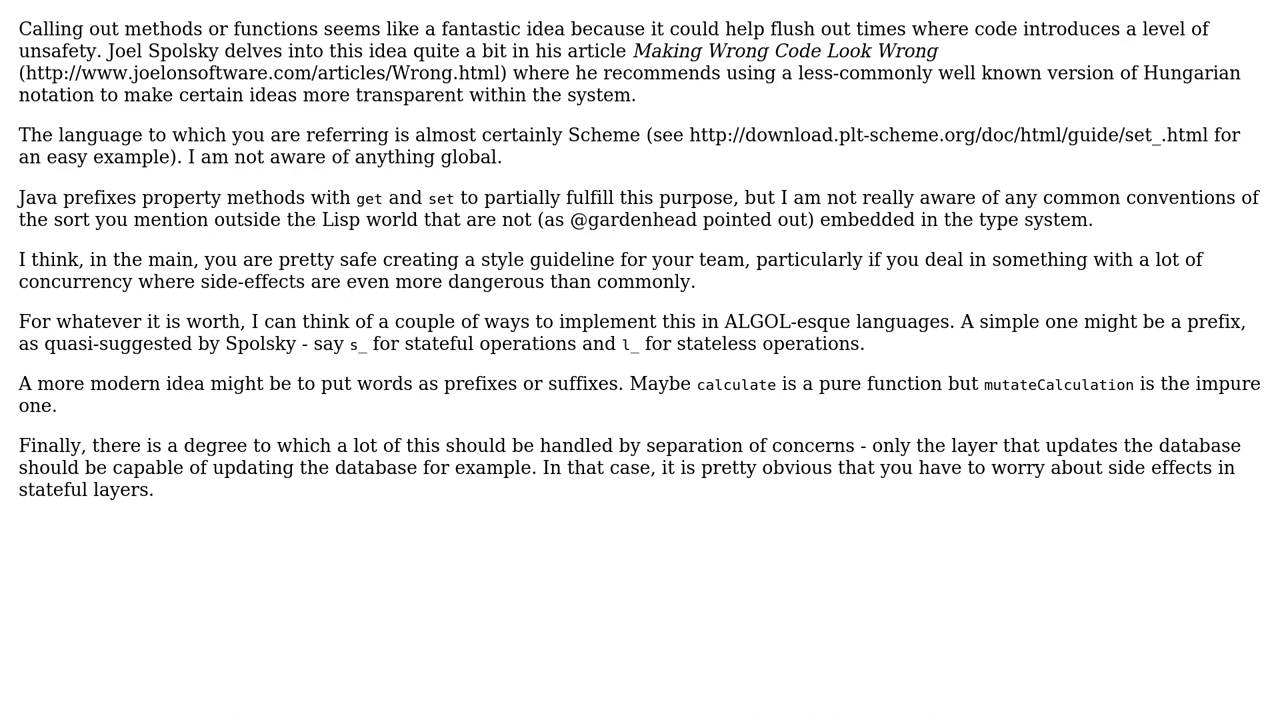 Calling out methods or functions seems like a fantastic idea because it could help flush out times where code introduces a level of
unsafety. Joel Spolsky delves into this idea quite a bit in his article Making Wrong Code Look Wrong
(http://www.joelonsoftware.com/articles/Wrong.html) where he recommends using a less-commonly well known version of Hungarian
notation to make certain ideas more transparent within the system.
The language to which you are referring is almost certainly Scheme (see http://download.plt-scheme.org/doc/html/guide/set_.html for
an easy example). I am not aware of anything global.
Java prefixes property methods with get and set to partially fulfill this purpose, but I am not really aware of any common conventions of
the sort you mention outside the Lisp world that are not (as @gardenhead pointed out) embedded in the type system.
I think, in the main, you are pretty safe creating a style guideline for your team, particularly if you deal in something with a lot of
concurrency where side-effects are even more dangerous than commonly.
For whatever it is worth, I can think of a couple of ways to implement this in ALGOL-esque languages. A simple one might be a prefix,
as quasi-suggested by Spolsky - say s_ for stateful operations and l_ for stateless operations.
A more modern idea might be to put words as prefixes or suffixes. Maybe calculate is a pure function but mutateCalculation is the impure
one.
Finally, there is a degree to which a lot of this should be handled by separation of concerns - only the layer that updates the database
should be capable of updating the database for example. In that case, it is pretty obvious that you have to worry about side effects in
stateful layers.